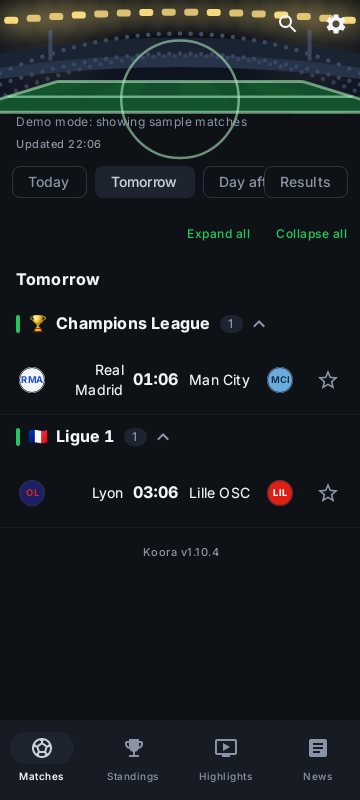 Demo mode: showing sample matches
Updated 22:06
Today
Tomorrow
Day aft
Results
Expand all
Collapse all
Tomorrow
Champions League 1
RMA Real Madrid 01:06 Man City MCI
Ligue 1 1
OL Lyon 03:06 Lille OSC LIL
Koora v1.10.4
Matches
Standings
Highlights
News